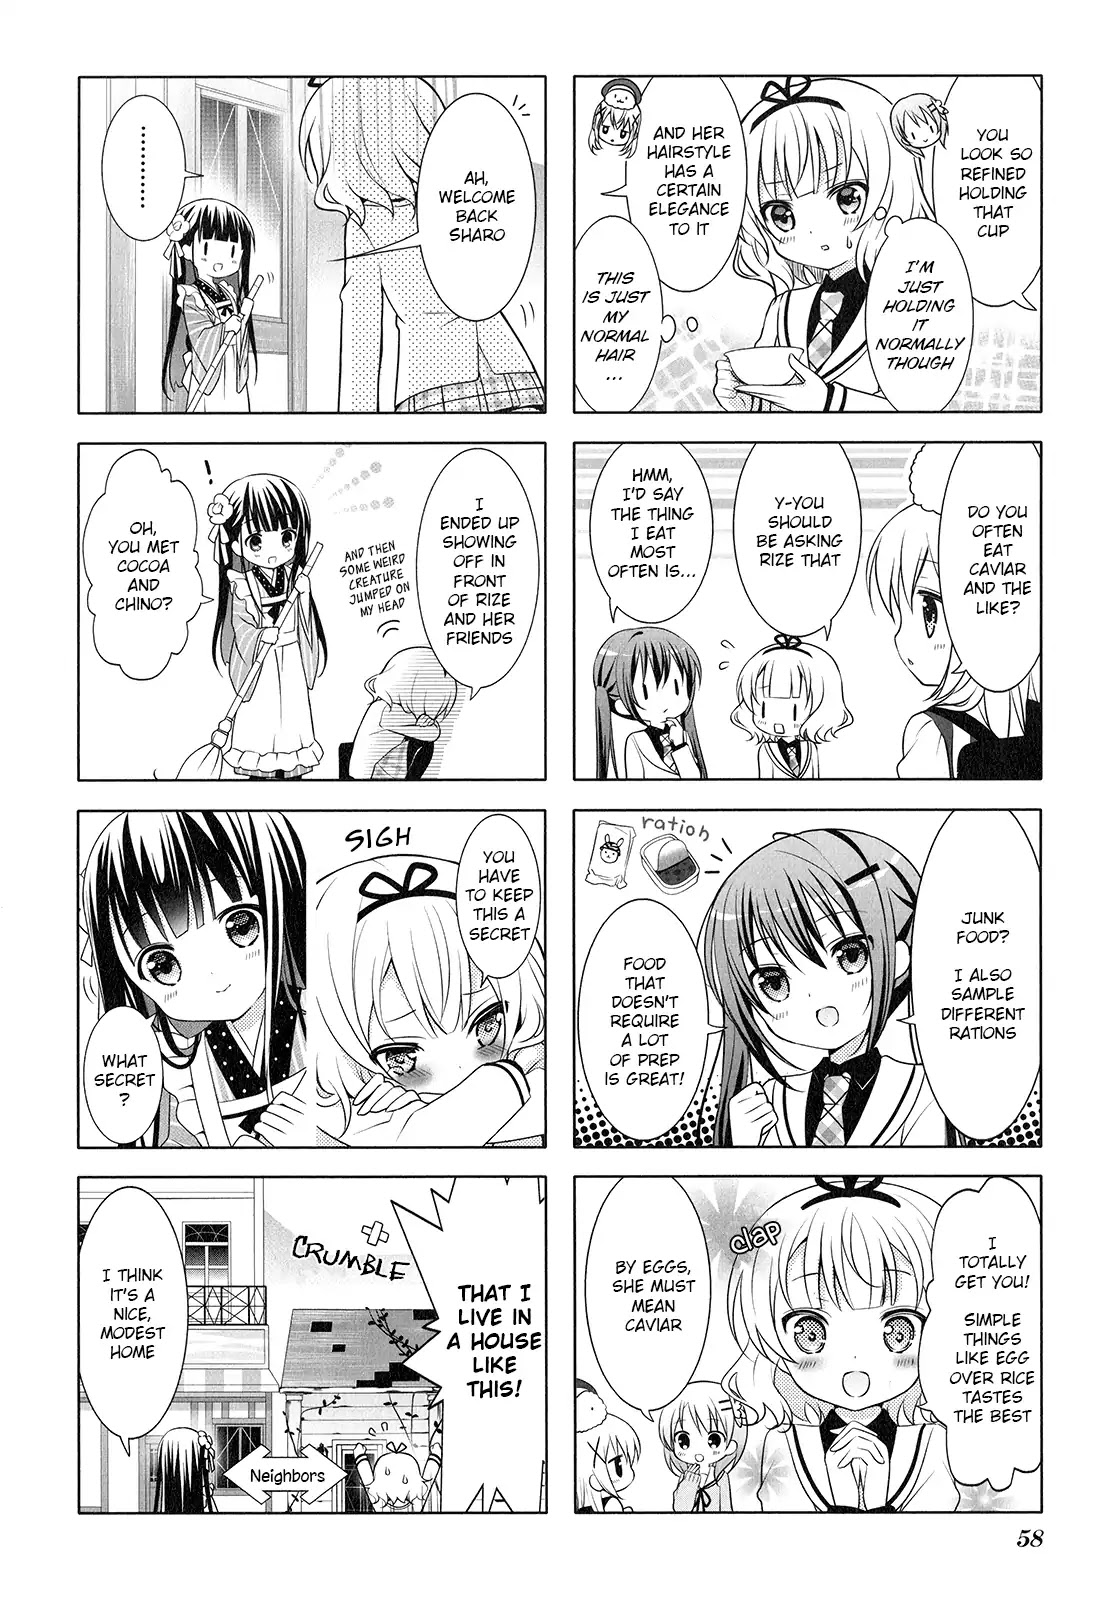 YOU
LOOK SO
REFINED
HOLDING
THAT
CUP
I'M
JUST
HOLDING
IT
NORMALLY
THOUGH
AND HER
HAIRSTYLE
HAS A
CERTAIN
ELEGANCE
TO IT
THIS
IS JUST
MY
NORMAL
HAIR
...
DO YOU
OFTEN
EAT
CAVIAR
AND THE
LIKE?
Y-YOU
SHOULD
BE ASKING
RIZE THAT
HMM,
I'D SAY
THE THING
I EAT
MOST
OFTEN IS...
JUNK
FOOD?
I ALSO
SAMPLE
DIFFERENT
RATIONS
ration
FOOD
THAT
DOESN'T
REQUIRE
A LOT
OF PREP
IS GREAT!
I
TOTALLY
GET YOU!
SIMPLE
THINGS
LIKE EGG
OVER RICE
TASTES
THE BEST
clap
BY EGGS,
SHE MUST
MEAN
CAVIAR
AH,
WELCOME
BACK
SHARO
.........
I
ENDED UP
SHOWING
OFF IN
FRONT
OF RIZE
AND HER
FRIENDS
AND THEN
SOME WEIRD
CREATURE
JUMPED ON
MY HEAD
!
OH,
YOU MET
COCOA
AND
CHINO?
YOU
HAVE
TO KEEP
THIS A
SECRET
SIGH
WHAT
SECRET
?
THAT I
LIVE IN
A HOUSE
LIKE
THIS!
CRUMBLE
I THINK
IT'S A
NICE,
MODEST
HOME
Neighbors
58